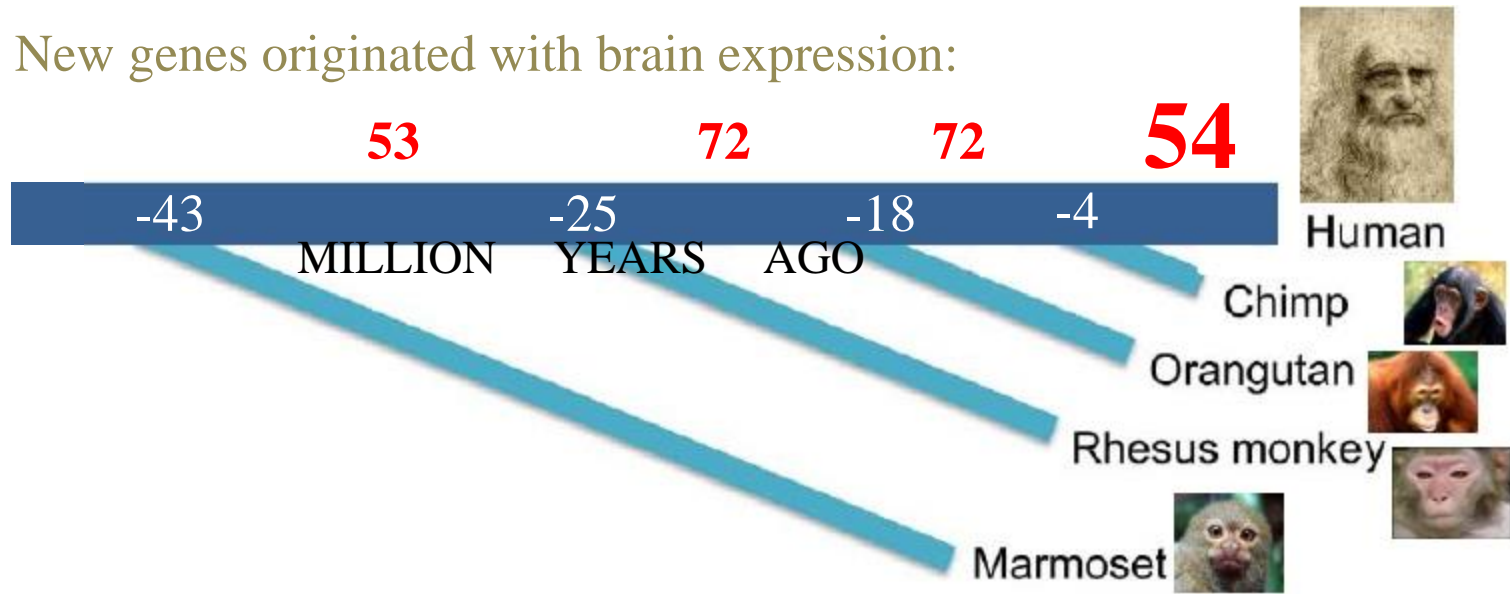 New genes originated with brain expression:
53 72 72 54
-43 -25 -18 -4
MILLION YEARS AGO
Human
Chimp
Orangutan
Rhesus monkey
Marmoset